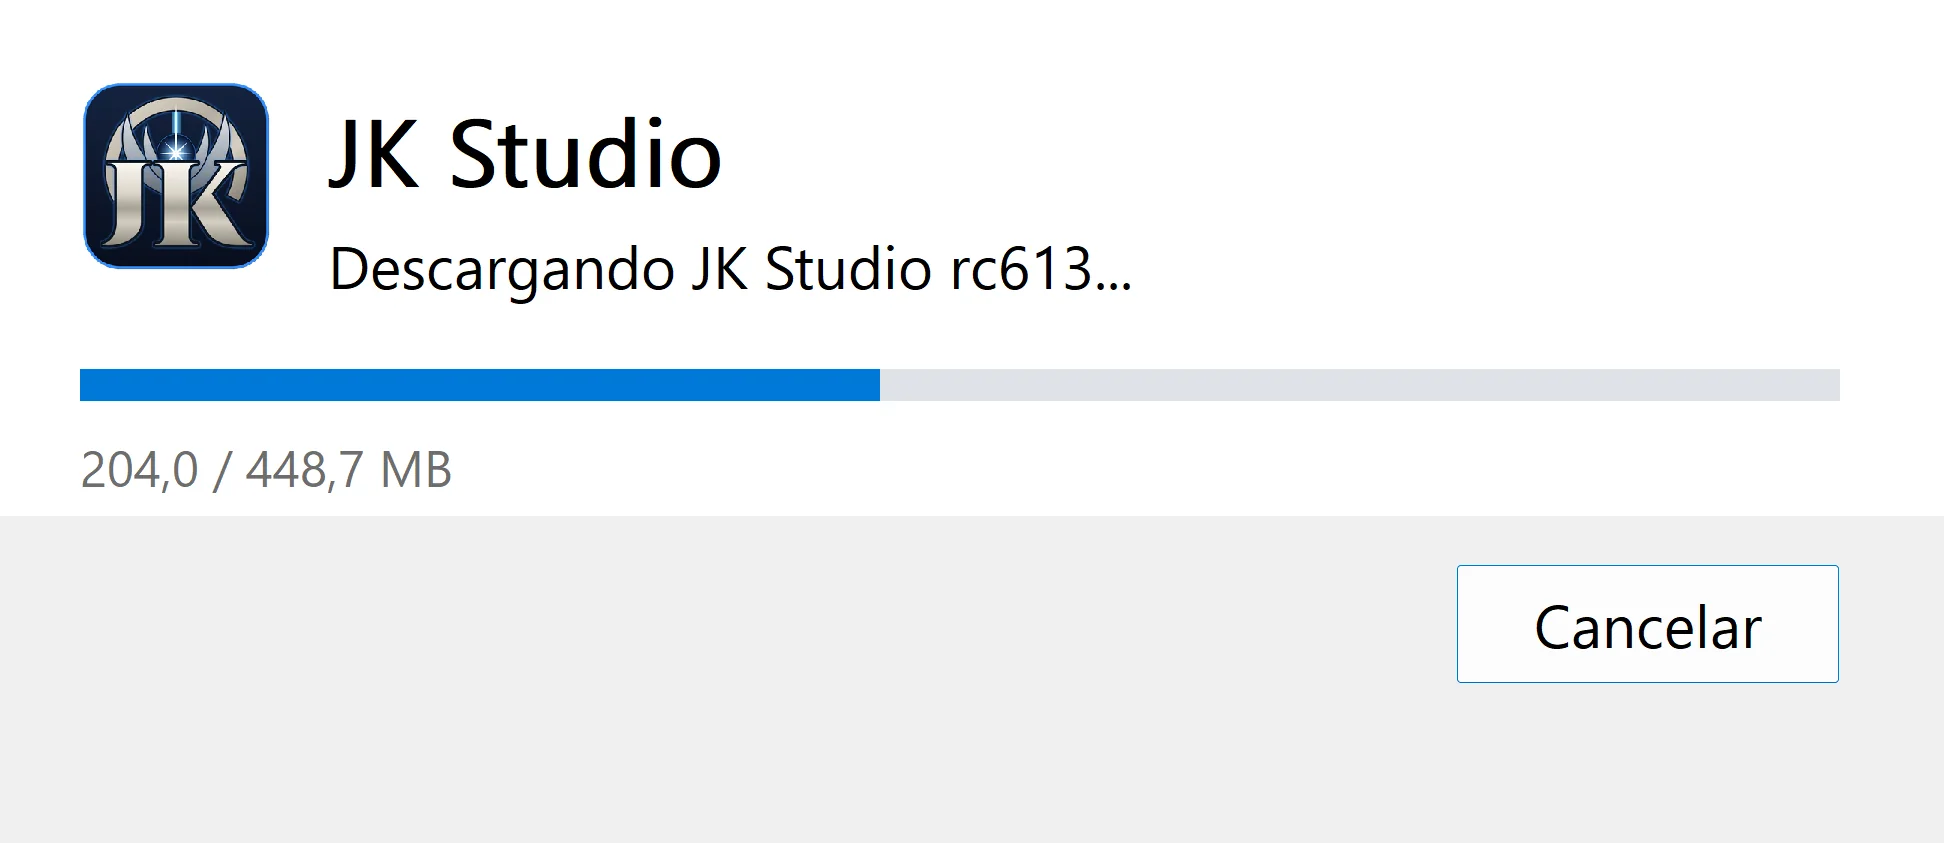 JK
JK Studio
Descargando JK Studio rc613...
204,0 / 448,7 MB
Cancelar